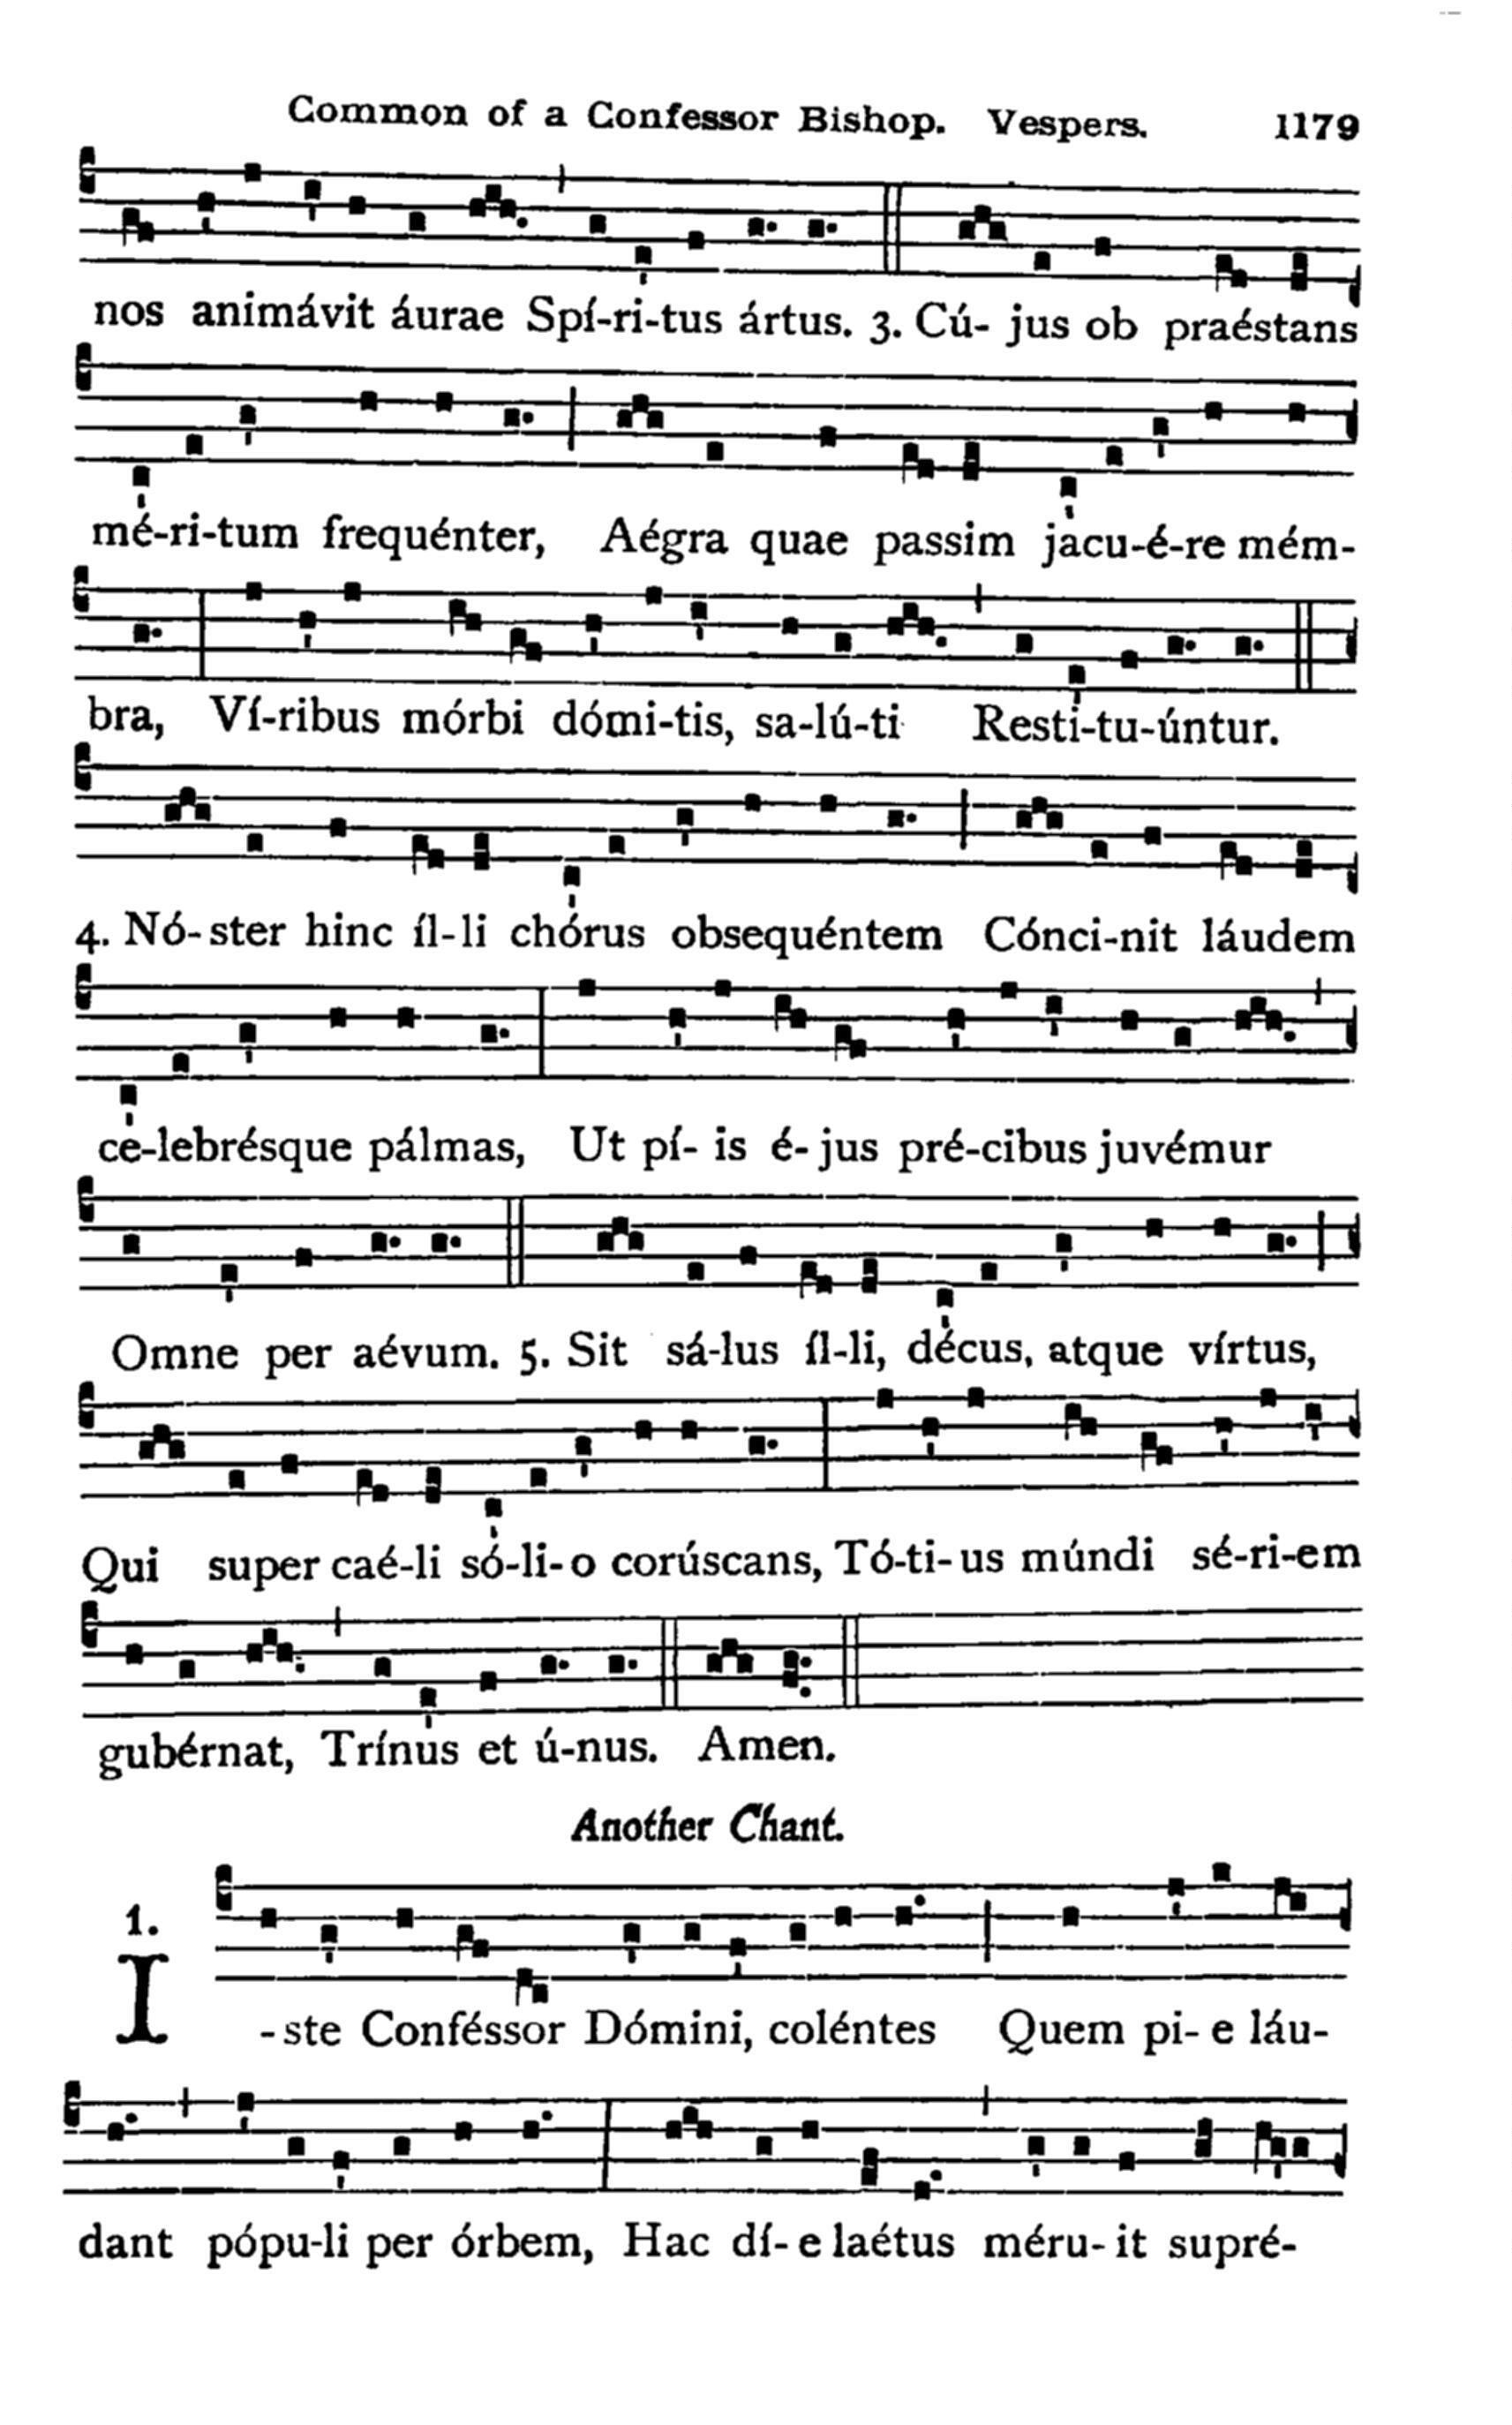 Common of a Confessor Bishop. Vespers. 1179
nos animávit áurae Spí-ri-tus ártus. 3. Cú- jus ob praéstans
mé-ri-tum frequénter, Aégra quae passim jacu-é-re mém-
bra, Ví-ribus mórbi dómi-tis, sa-lú-ti Resti-tu-úntur.
4. Nó- ster hinc íl- li chórus obsequéntem Cónci-nit láudem
ce-lebrésque pálmas, Ut pí- is é- jus pré-cibus juvémur
Omne per aévum. 5. Sit sá-lus íl-li, décus, atque vírtus,
Qui super caé-li só-li- o corúscans, Tó-ti- us múndi sé-ri-em
gubérnat, Trínus et ú-nus. Amen.
Another Chant.
1.
I -ste Conféssor Dómini, coléntes Quem pi- e láu-
dant pópu-li per órbem, Hac dí- e laétus méru- it supré-